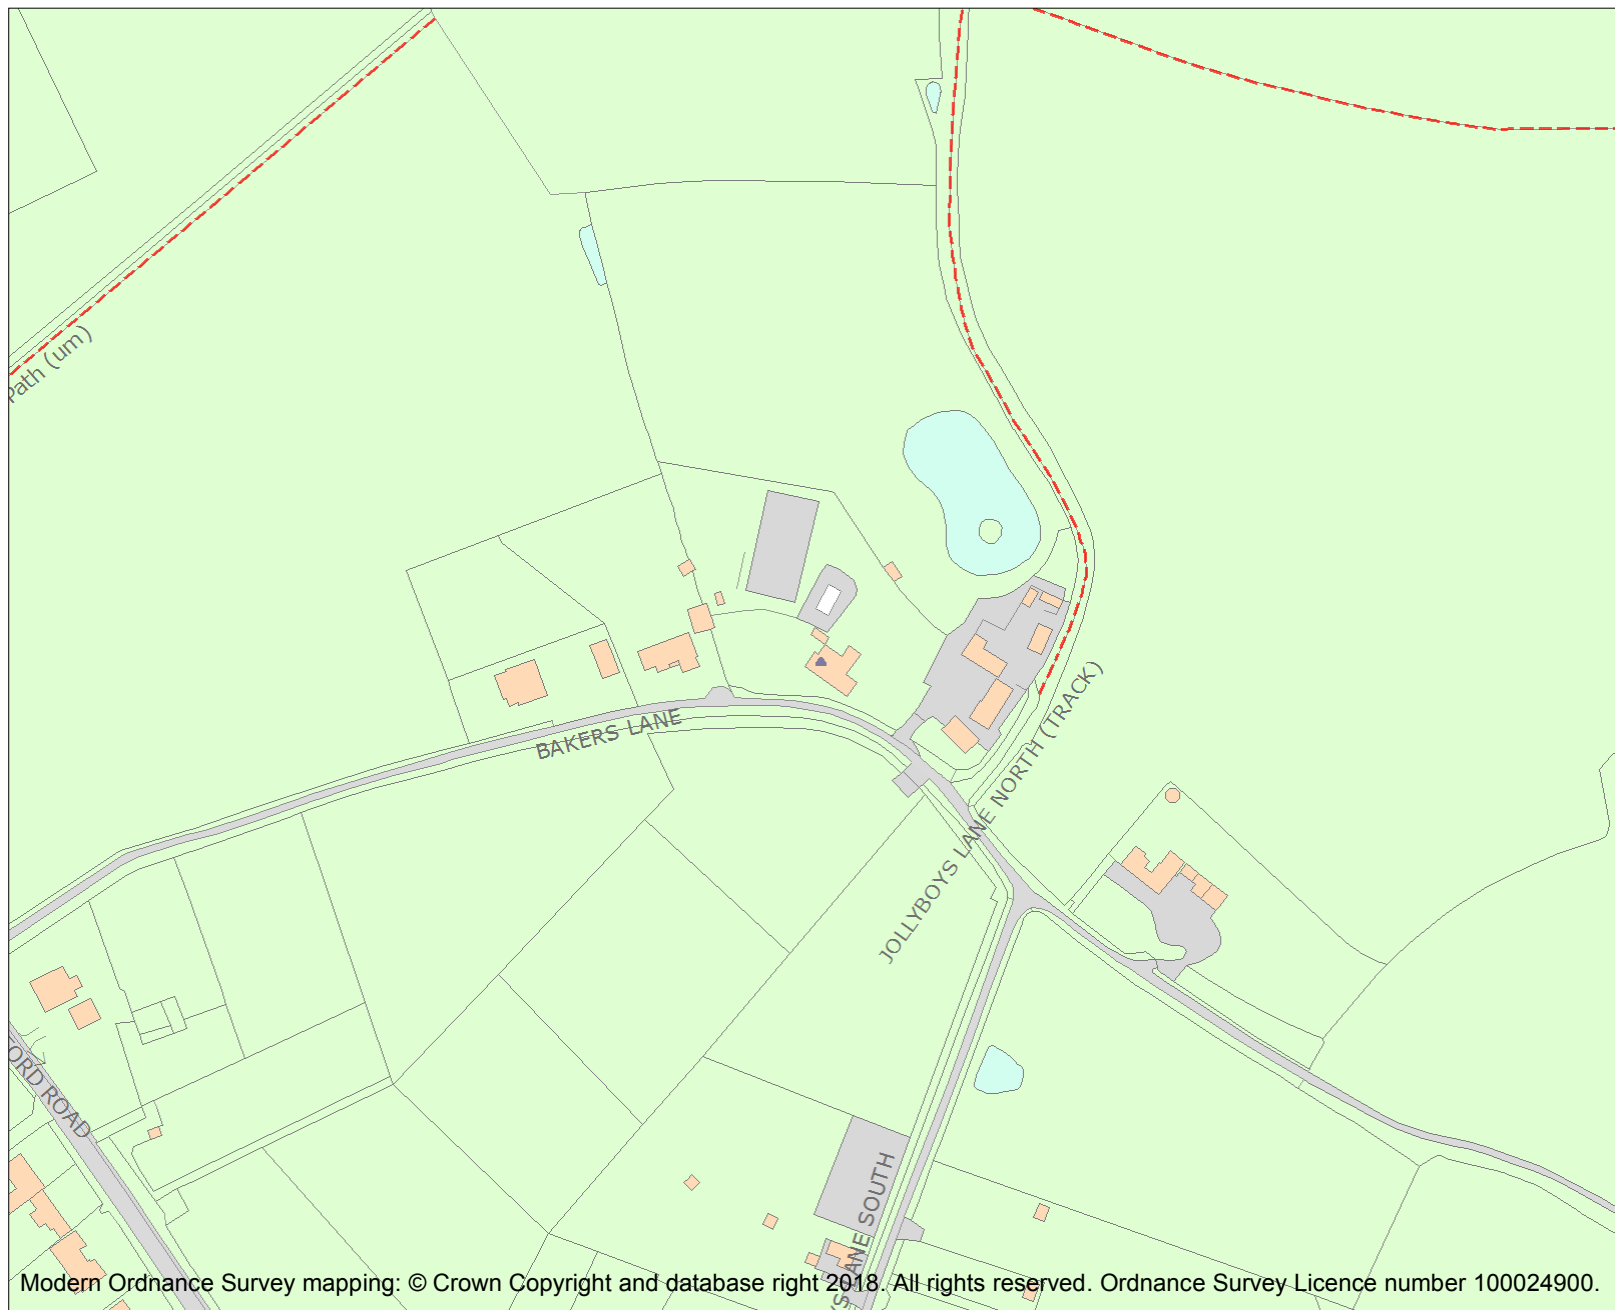 Path (um)
BAKERS LANE
JOLLYBOYS LANE NORTH (TRACK)
FORD ROAD
S LANE SOUTH
Modern Ordnance Survey mapping: © Crown Copyright and database right 2018. All rights reserved. Ordnance Survey Licence number 100024900.